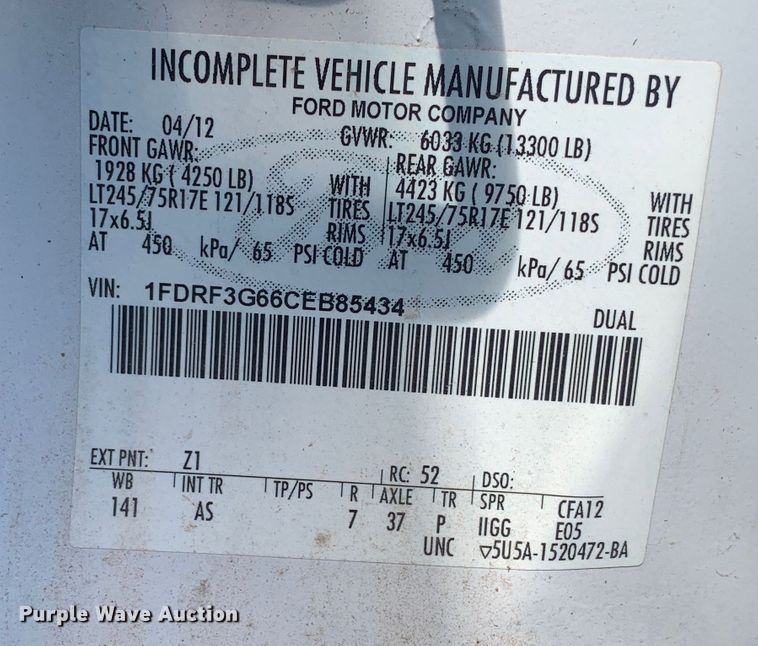 INCOMPLETE VEHICLE MANUFACTURED BY
FORD MOTOR COMPANY
DATE: 04/12 GVWR: 6033 KG (13300 LB)
FRONT GAWR: REAR GAWR:
1928 KG ( 4250 LB) WITH 4423 KG ( 9750 LB) WITH
LT245/75R17E 121/118S TIRES LT245/75R17E 121/118S TIRES
17x6.5J RIMS 17x6.5J RIMS
AT 450 kPa/ 65 PSI COLD AT 450 kPa/ 65 PSI COLD
VIN: 1FDRF3G66CEB85434 DUAL
EXT PNT: Z1 RC: 52 DSO:
WB INT TR TP/PS R AXLE TR SPR CFA12
141 AS 7 37 P IIGG E05
UNC ▽5U5A-1520472-BA
Purple Wave Auction